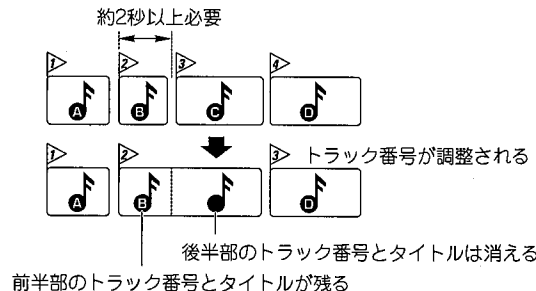 約2秒以上必要
1 2 3 4
A B C D
1 2 3 トラック番号が調整される
A B D
後半部のトラック番号とタイトルは消える
前半部のトラック番号とタイトルが残る